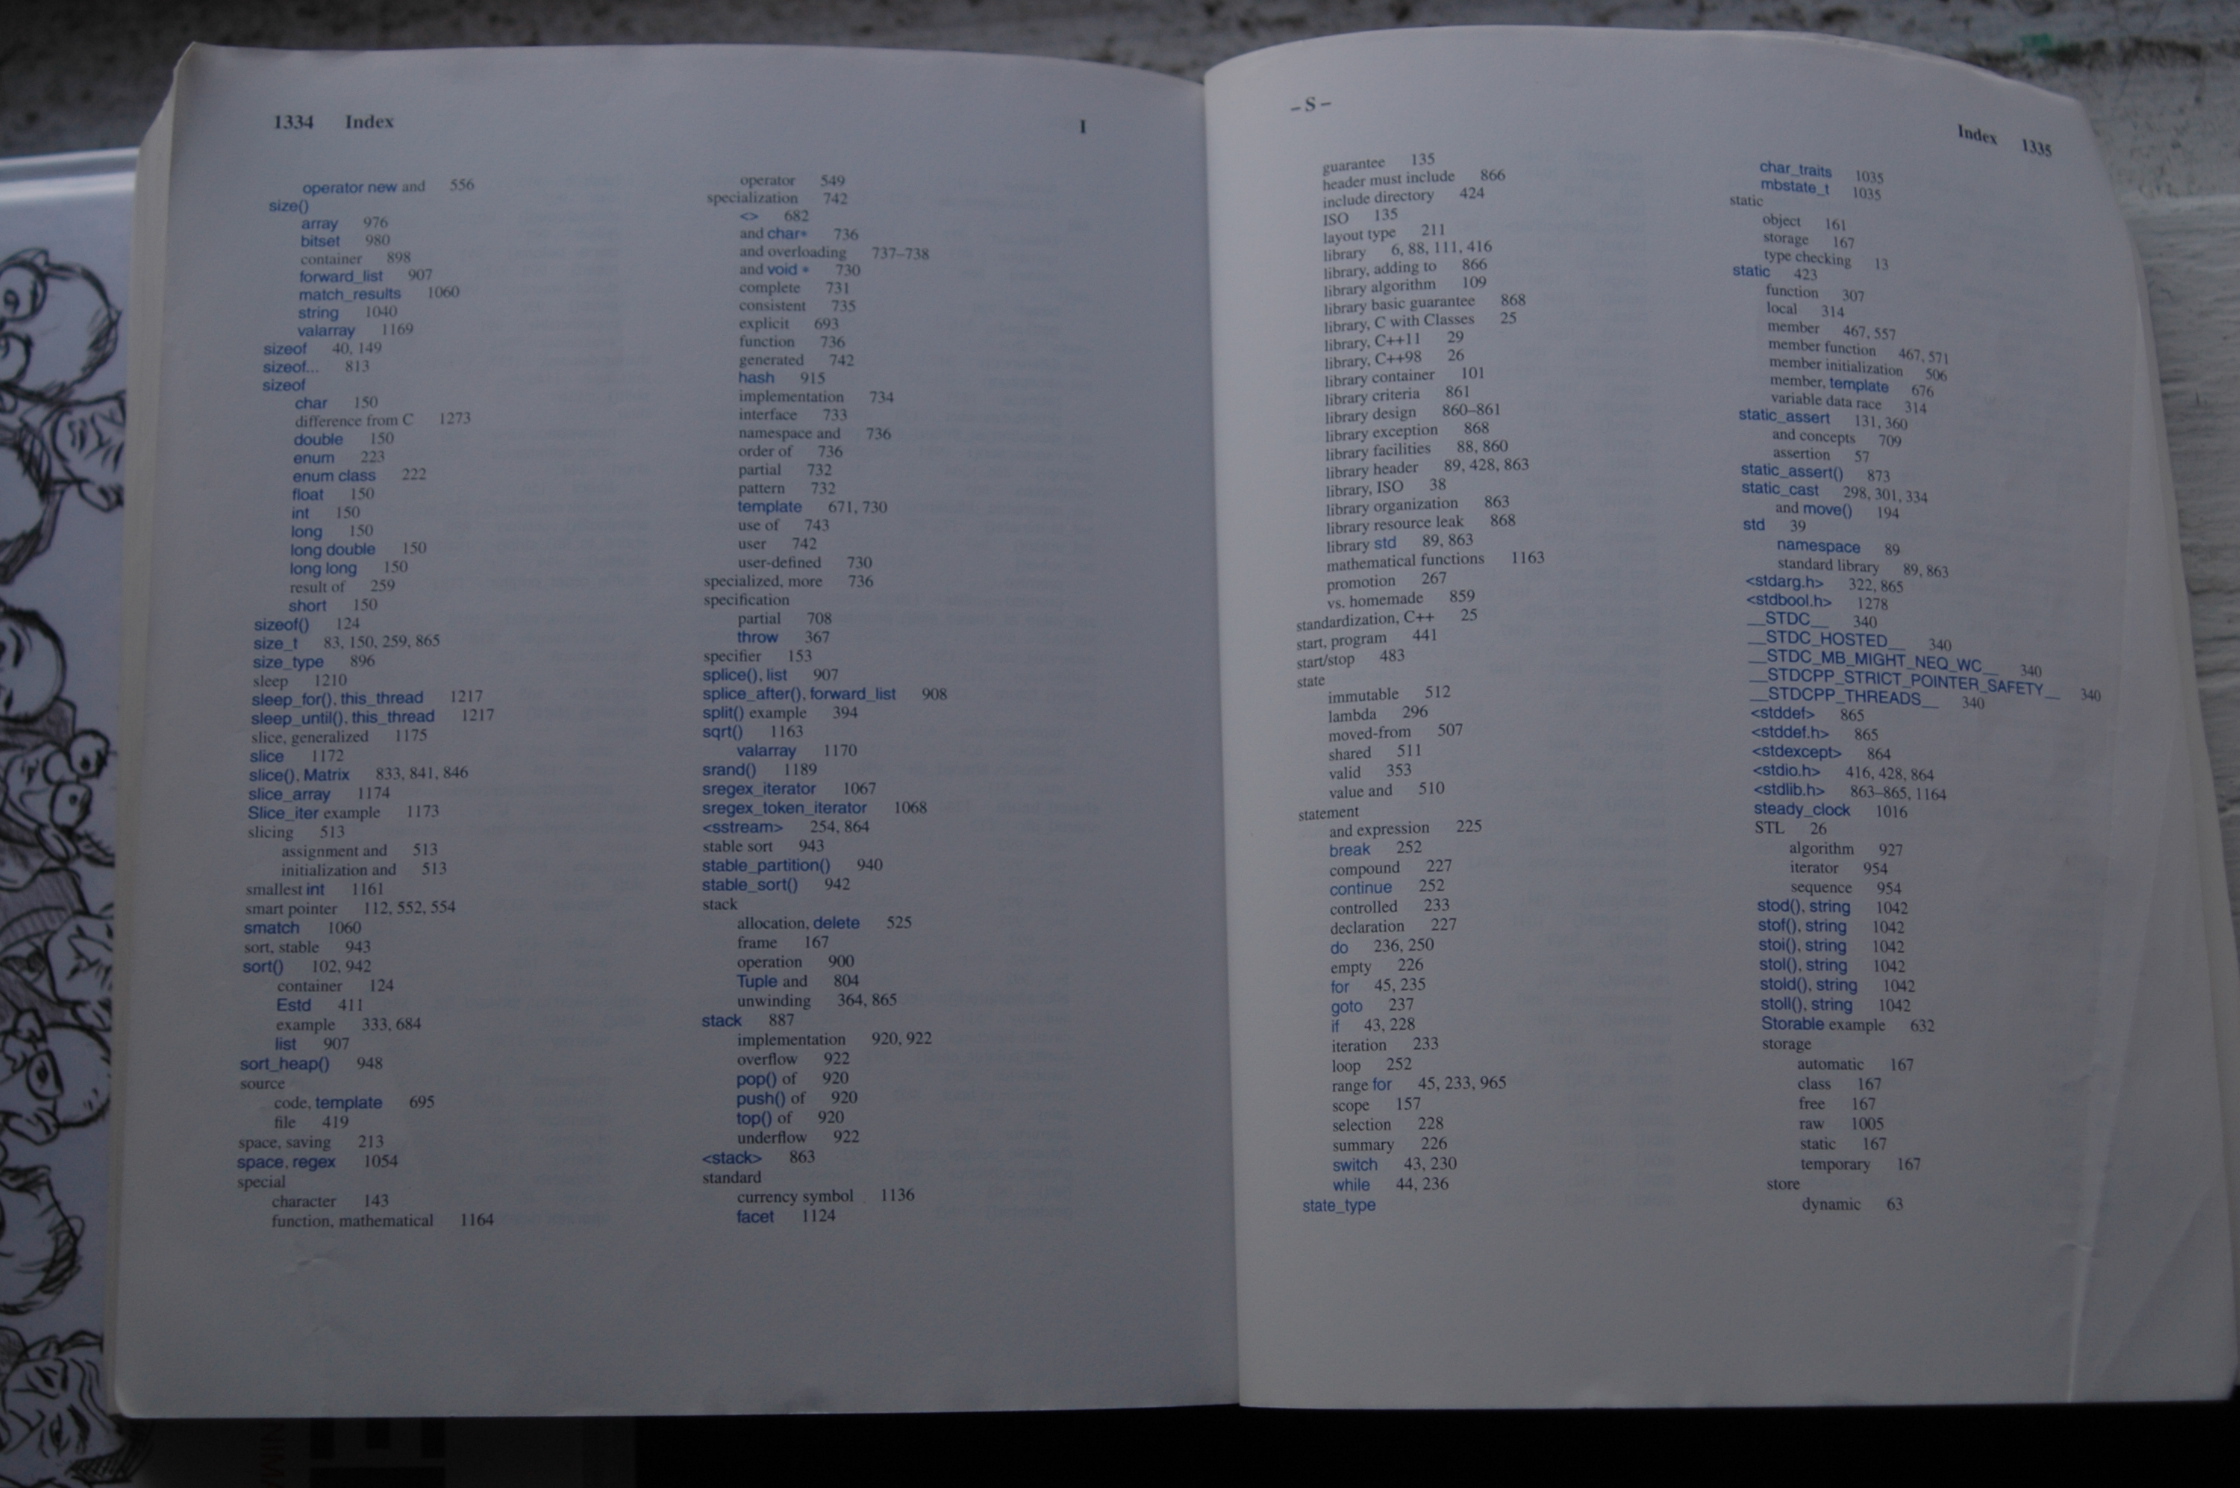 1334 Index I
operator new and 556
size()
array 976
bitset 980
container 898
forward_list 907
match_results 1060
string 1040
valarray 1169
sizeof 40, 149
sizeof... 813
sizeof
char 150
difference from C 1273
double 150
enum 223
enum class 222
float 150
int 150
long 150
long double 150
long long 150
result of 259
short 150
sizeof() 124
size_t 83, 150, 259, 865
size_type 896
sleep 1210
sleep_for(), this_thread 1217
sleep_until(), this_thread 1217
slice, generalized 1175
slice 1172
slice(), Matrix 833, 841, 846
slice_array 1174
Slice_iter example 1173
slicing 513
assignment and 513
initialization and 513
smallest int 1161
smart pointer 112, 552, 554
smatch 1060
sort, stable 943
sort() 102, 942
container 124
Estd 411
example 333, 684
list 907
sort_heap() 948
source
code, template 695
file 419
space, saving 213
space, regex 1054
special
character 143
function, mathematical 1164
operator 549
specialization 742
<> 682
and char* 736
and overloading 737–738
and void * 730
complete 731
consistent 735
explicit 693
function 736
generated 742
hash 915
implementation 734
interface 733
namespace and 736
order of 736
partial 732
pattern 732
template 671, 730
use of 743
user 742
user-defined 730
specialized, more 736
specification
partial 708
throw 367
specifier 153
splice(), list 907
splice_after(), forward_list 908
split() example 394
sqrt() 1163
valarray 1170
srand() 1189
sregex_iterator 1067
sregex_token_iterator 1068
<sstream> 254, 864
stable sort 943
stable_partition() 940
stable_sort() 942
stack
allocation, delete 525
frame 167
operation 900
Tuple and 804
unwinding 364, 865
stack 887
implementation 920, 922
overflow 922
pop() of 920
push() of 920
top() of 920
underflow 922
<stack> 863
standard
currency symbol 1136
facet 1124
– S – Index 1335
guarantee 135
header must include 866
include directory 424
ISO 135
layout type 211
library 6, 88, 111, 416
library, adding to 866
library algorithm 109
library basic guarantee 868
library, C with Classes 25
library, C++11 29
library, C++98 26
library container 101
library criteria 861
library design 860–861
library exception 868
library facilities 88, 860
library header 89, 428, 863
library, ISO 38
library organization 863
library resource leak 868
library std 89, 863
mathematical functions 1163
promotion 267
vs. homemade 859
standardization, C++ 25
start, program 441
start/stop 483
state
immutable 512
lambda 296
moved-from 507
shared 511
valid 353
value and 510
statement
and expression 225
break 252
compound 227
continue 252
controlled 233
declaration 227
do 236, 250
empty 226
for 45, 235
goto 237
if 43, 228
iteration 233
loop 252
range for 45, 233, 965
scope 157
selection 228
summary 226
switch 43, 230
while 44, 236
state_type
char_traits 1035
mbstate_t 1035
static
object 161
storage 167
type checking 13
static 423
function 307
local 314
member 467, 557
member function 467, 571
member initialization 506
member, template 676
variable data race 314
static_assert 131, 360
and concepts 709
assertion 57
static_assert() 873
static_cast 298, 301, 334
and move() 194
std 39
namespace 89
standard library 89, 863
<stdarg.h> 322, 865
<stdbool.h> 1278
__STDC__ 340
__STDC_HOSTED__ 340
__STDC_MB_MIGHT_NEQ_WC__ 340
__STDCPP_STRICT_POINTER_SAFETY__ 340
__STDCPP_THREADS__ 340
<stddef> 865
<stddef.h> 865
<stdexcept> 864
<stdio.h> 416, 428, 864
<stdlib.h> 863–865, 1164
steady_clock 1016
STL 26
algorithm 927
iterator 954
sequence 954
stod(), string 1042
stof(), string 1042
stoi(), string 1042
stol(), string 1042
stold(), string 1042
stoll(), string 1042
Storable example 632
storage
automatic 167
class 167
free 167
raw 1005
static 167
temporary 167
store
dynamic 63